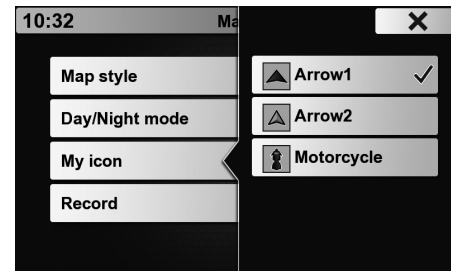 10:32
Ma
Map style
Day/Night mode
My icon
Record
Arrow1
Arrow2
Motorcycle